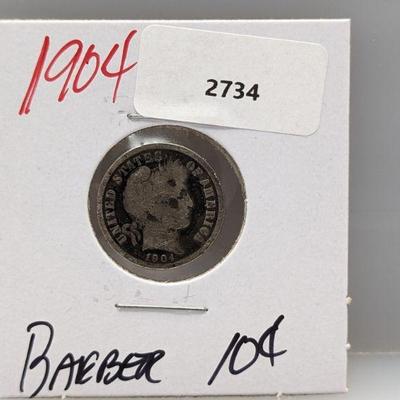 1904
2734
UNITED STATES OF AMERICA
1904
BARBER 10¢